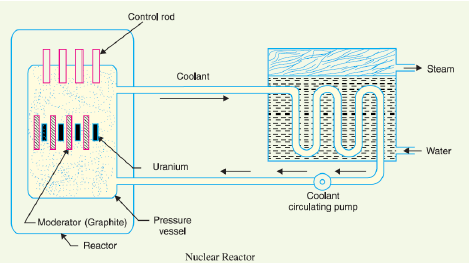 Control rod
Coolant
Steam
Water
Uranium
Coolant
circulating pump
Moderator (Graphite)
Pressure
vessel
Reactor
Nuclear Reactor